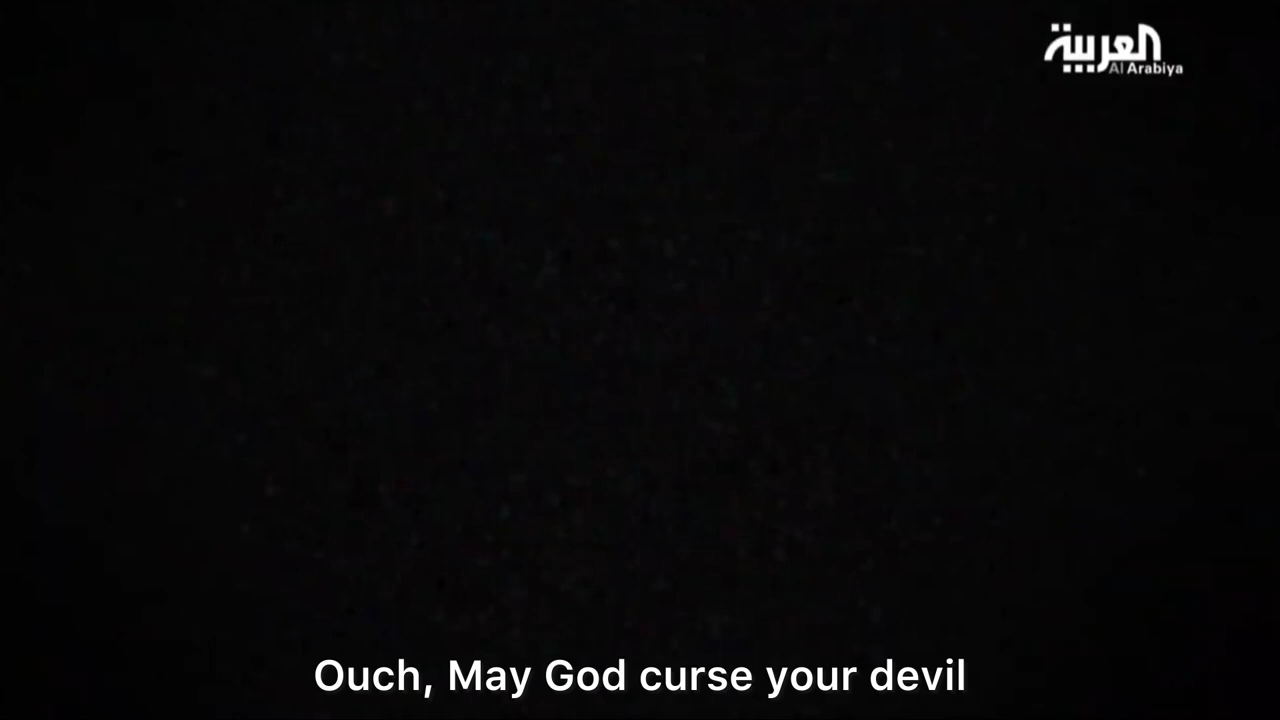 العربية
Al Arabiya
Ouch, May God curse your devil